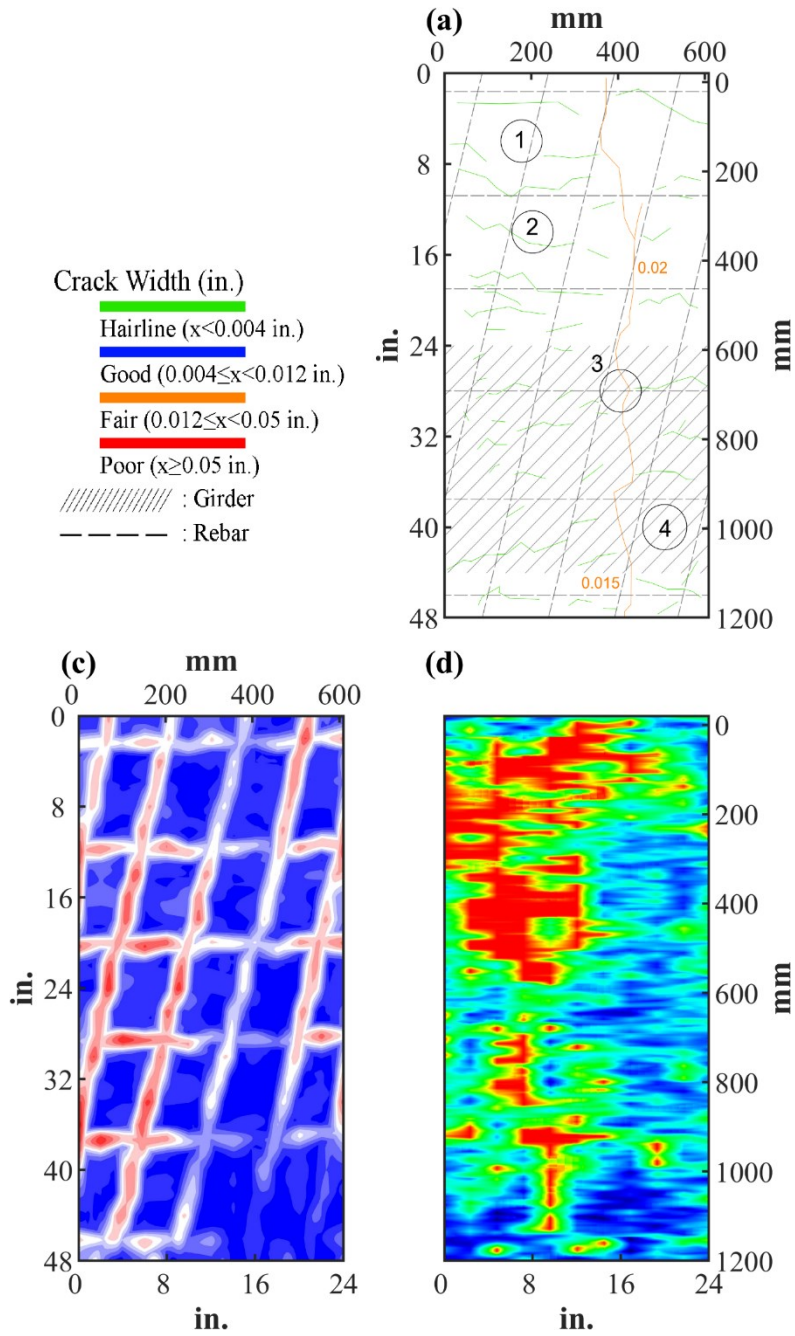 (a)
mm
0 200 400 600
0
8
16
24
32
40
48
in.
0
200
400
600
800
1000
1200
mm
1
2
0.02
3
4
0.015
Crack Width (in.)
Hairline (x<0.004 in.)
Good (0.004≤x<0.012 in.)
Fair (0.012≤x<0.05 in.)
Poor (x≥0.05 in.)
: Girder
: Rebar
(c)
mm
0 200 400 600
0
8
16
24
32
40
48
in.
0 8 16 24
in.
(d)
0
200
400
600
800
1000
1200
mm
0 8 16 24
in.